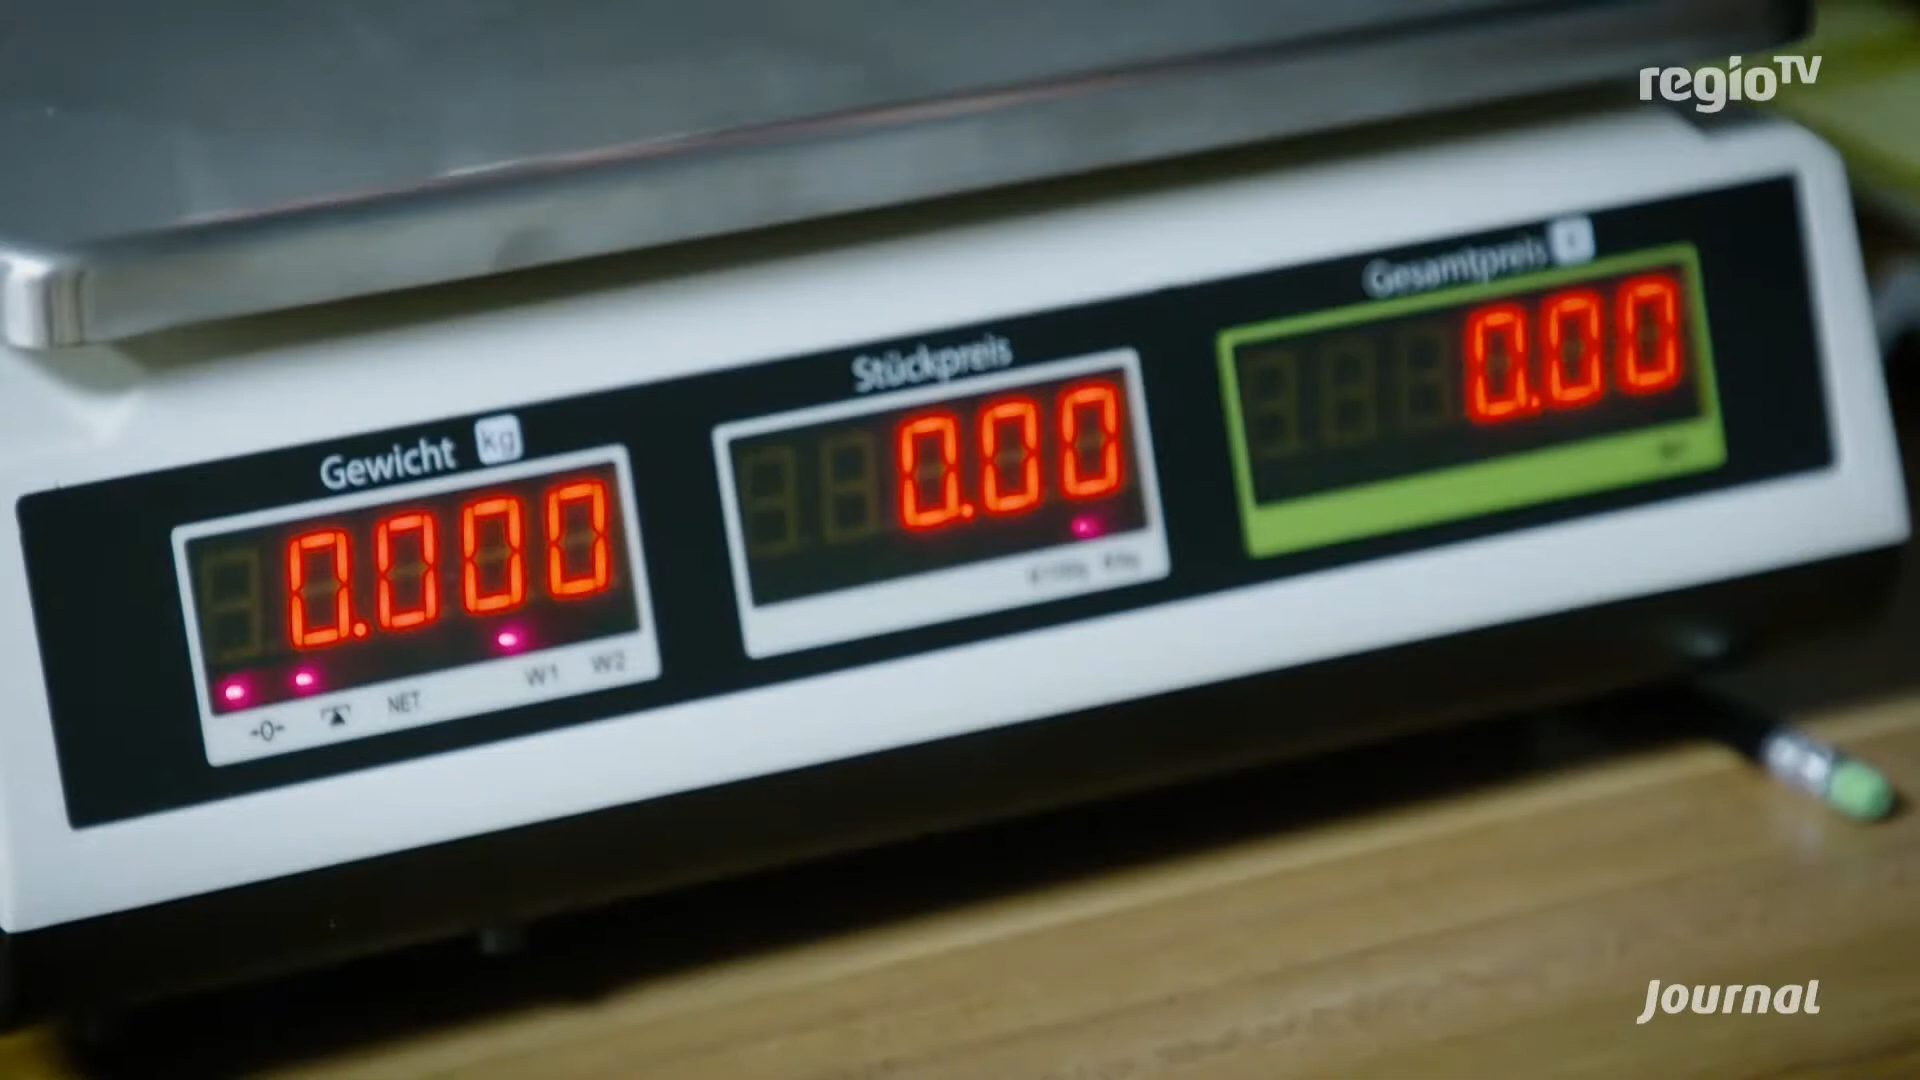 regioTV
Gesamtpreis
0.00
Stückpreis
0.00
Gewicht kg
0.000
-0- NET W1 W2
Journal